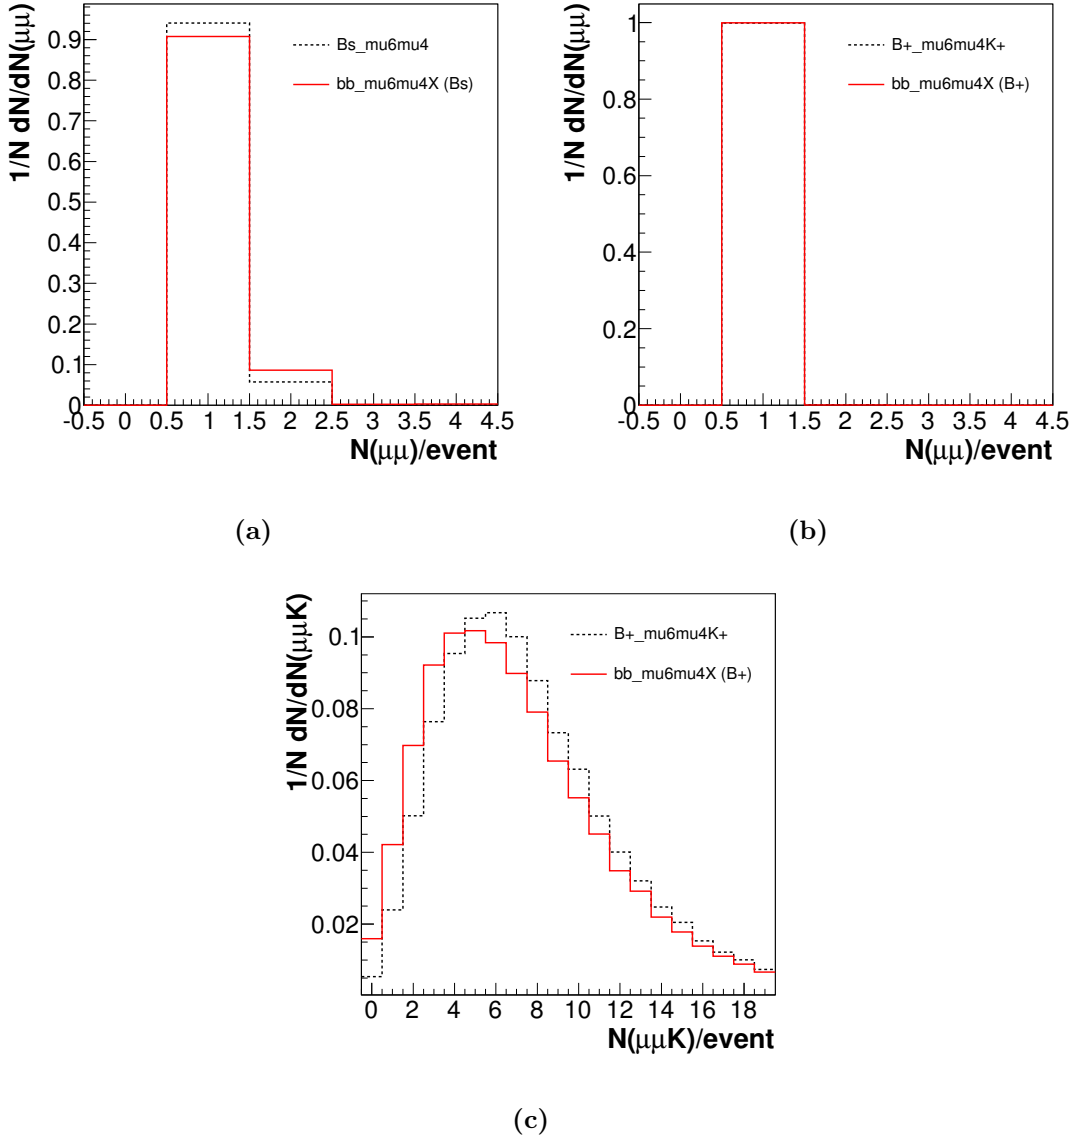 1/N dN/dN(μμ)
Bs_mu6mu4
bb_mu6mu4X (Bs)
0.9
0.8
0.7
0.6
0.5
0.4
0.3
0.2
0.1
0
-0.5 0 0.5 1 1.5 2 2.5 3 3.5 4 4.5
N(μμ)/event
(a)
1/N dN/dN(μμ)
B+_mu6mu4K+
bb_mu6mu4X (B+)
1
0.8
0.6
0.4
0.2
0
-0.5 0 0.5 1 1.5 2 2.5 3 3.5 4 4.5
N(μμ)/event
(b)
1/N dN/dN(μμK)
B+_mu6mu4K+
bb_mu6mu4X (B+)
0.1
0.08
0.06
0.04
0.02
0 2 4 6 8 10 12 14 16 18
N(μμK)/event
(c)